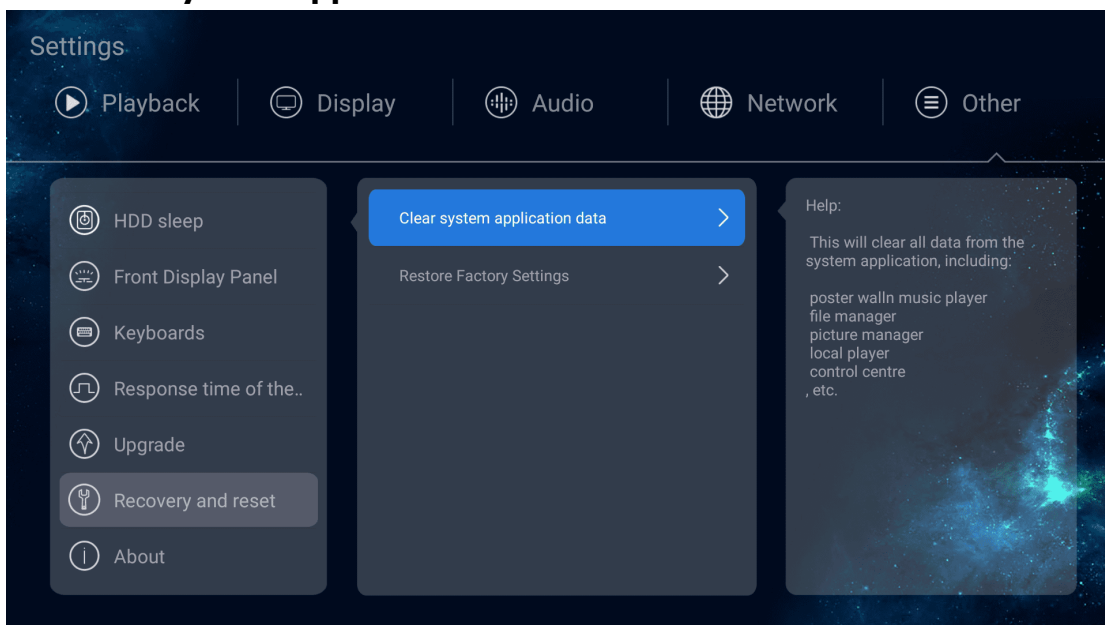 Settings
Playback
Display
Audio
Network
Other
HDD sleep
Front Display Panel
Keyboards
Response time of the..
Upgrade
Recovery and reset
About
Clear system application data
Restore Factory Settings
Help:
This will clear all data from the
system application, including:
poster walln music player
file manager
picture manager
local player
control centre
, etc.